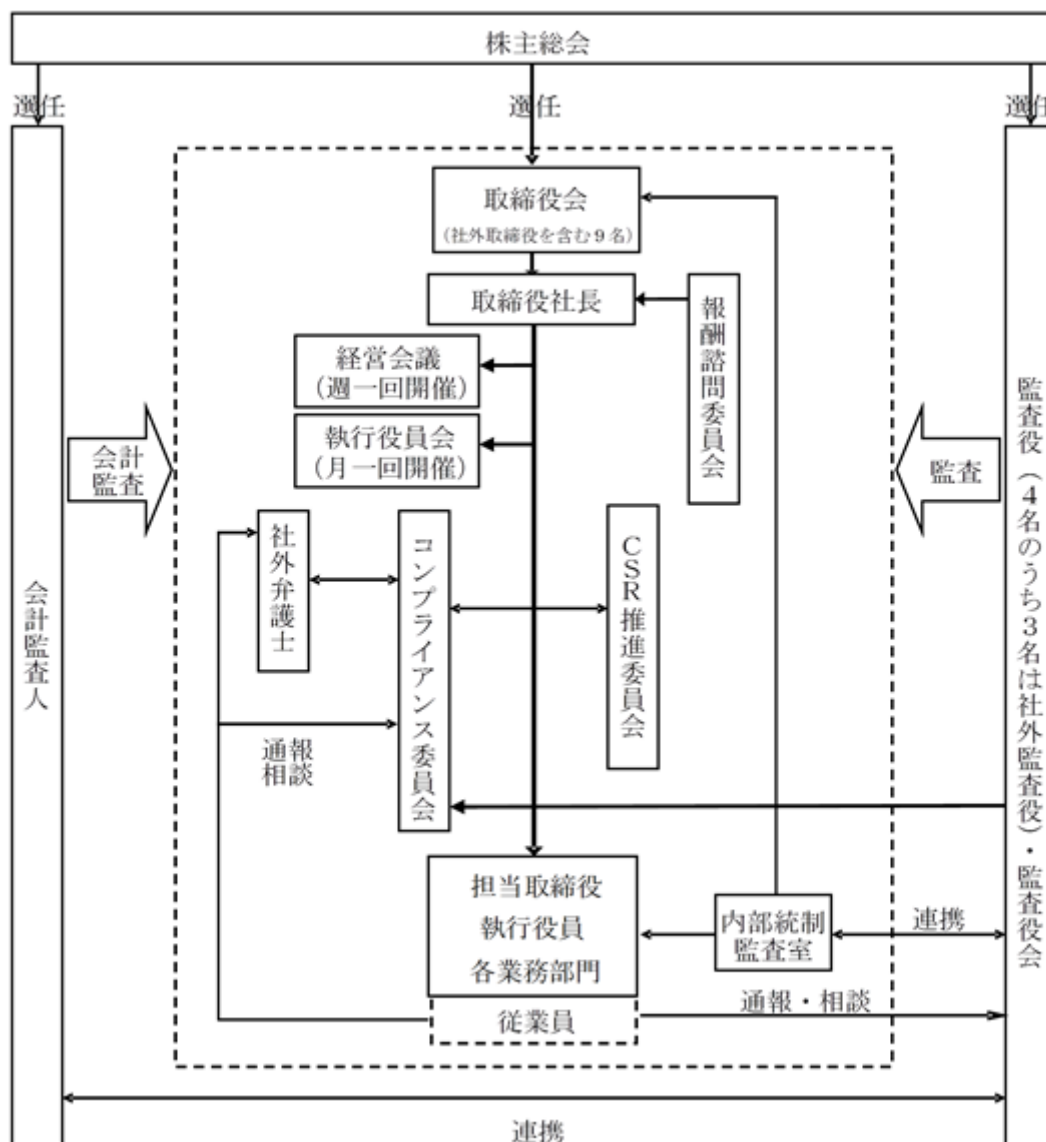 株主総会
選任
選任
選任
取締役会
（社外取締役を含む９名）
取締役社長
報酬諮問委員会
経営会議
（週一回開催）
執行役員会
（月一回開催）
会計
監査
監査
社外弁護士
コンプライアンス委員会
ＣＳＲ推進委員会
会計監査人
監査役（４名のうち３名は社外監査役）・監査役会
通報
相談
担当取締役
執行役員
各業務部門
内部統制
監査室
連携
従業員
通報・相談
連携